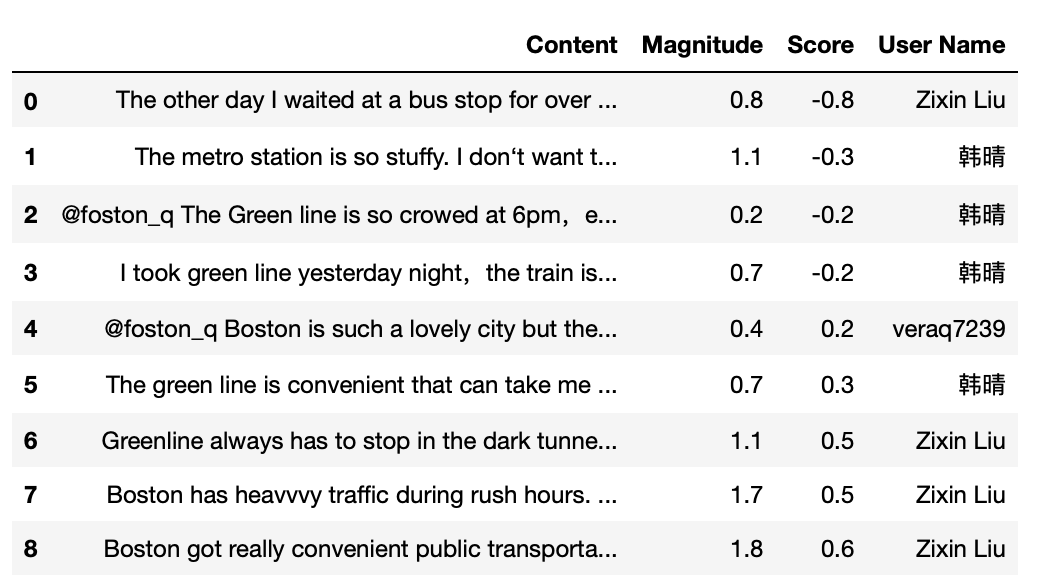 Content Magnitude Score User Name
0 The other day I waited at a bus stop for over ... 0.8 -0.8 Zixin Liu
1 The metro station is so stuffy. I don‘t want t... 1.1 -0.3 韩晴
2 @foston_q The Green line is so crowed at 6pm，e... 0.2 -0.2 韩晴
3 I took green line yesterday night，the train is... 0.7 -0.2 韩晴
4 @foston_q Boston is such a lovely city but the... 0.4 0.2 veraq7239
5 The green line is convenient that can take me ... 0.7 0.3 韩晴
6 Greenline always has to stop in the dark tunne... 1.1 0.5 Zixin Liu
7 Boston has heavvvy traffic during rush hours. ... 1.7 0.5 Zixin Liu
8 Boston got really convenient public transporta... 1.8 0.6 Zixin Liu